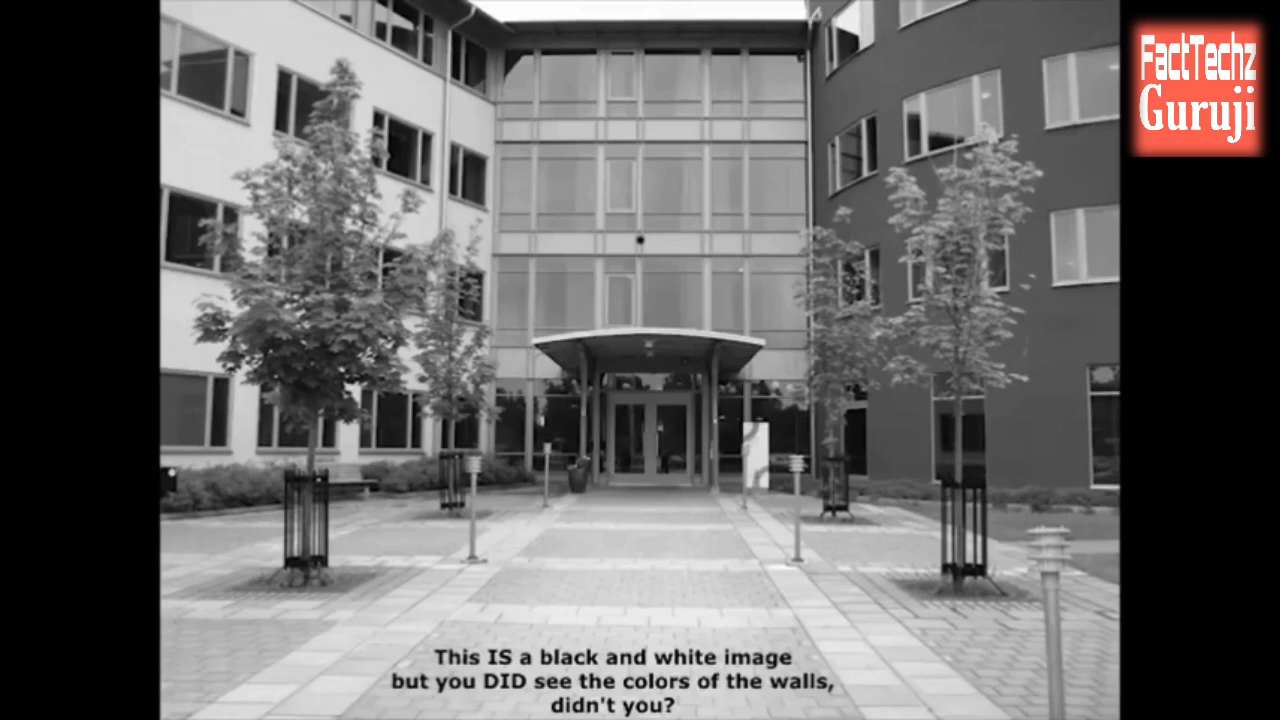 FactTechz
Guruji
This IS a black and white image
but you DID see the colors of the walls,
didn't you?